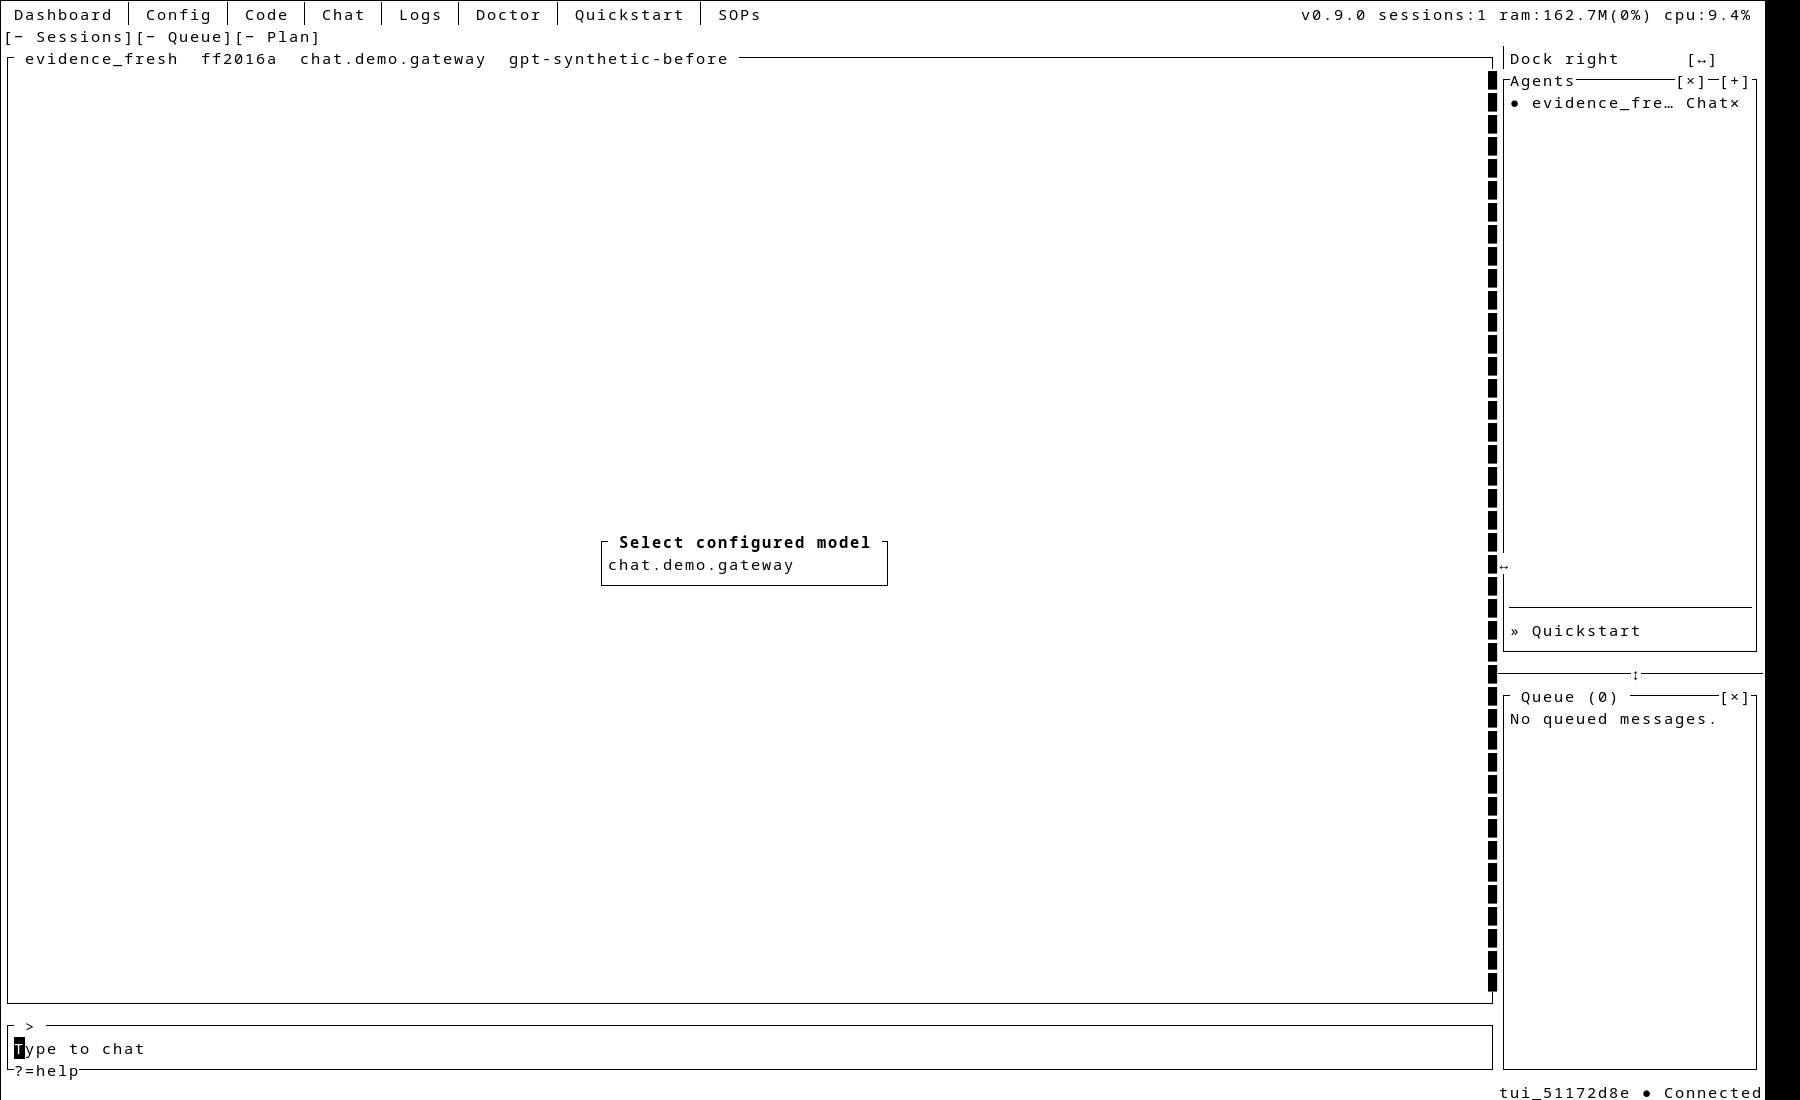 Dashboard │ Config │ Code │ Chat │ Logs │ Doctor │ Quickstart │ SOPs v0.9.0 sessions:1 ram:162.7M(0%) cpu:9.4%
[− Sessions][− Queue][− Plan]
evidence_fresh ff2016a chat.demo.gateway gpt-synthetic-before
Dock right [↔]
Agents [×] [+]
● evidence_fre… Chat×
Select configured model
chat.demo.gateway
↔
» Quickstart
↕
Queue (0) [×]
No queued messages.
>
Type to chat
?=help
tui_51172d8e ● Connected